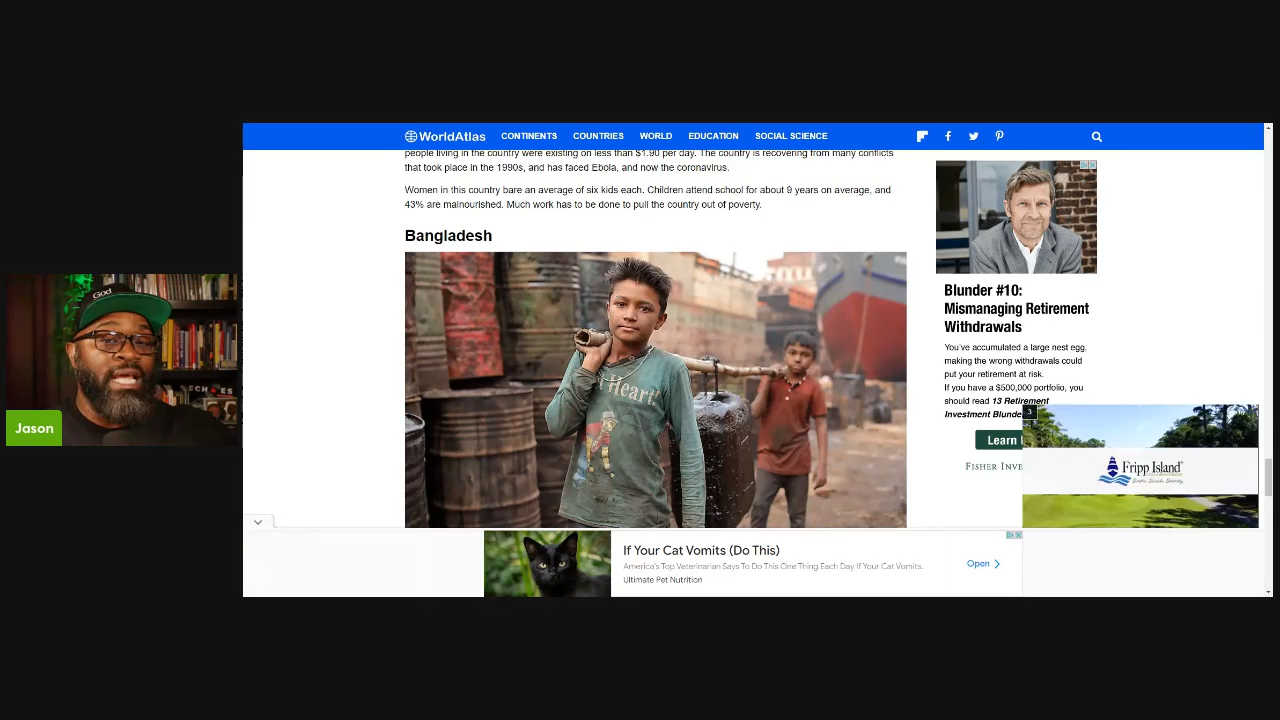 WorldAtlas CONTINENTS COUNTRIES WORLD EDUCATION SOCIAL SCIENCE
people living in the country were existing on less than $1.90 per day. The country is recovering from many conflicts
that took place in the 1990s, and has faced Ebola, and now the coronavirus.
Women in this country bare an average of six kids each. Children attend school for about 9 years on average, and
43% are malnourished. Much work has to be done to pull the country out of poverty.
Bangladesh
Heart!
God
Jason
Blunder #10:
Mismanaging Retirement
Withdrawals
You've accumulated a large nest egg,
making the wrong withdrawals could
put your retirement at risk.
If you have a $500,000 portfolio, you
should read 13 Retirement
Investment Blunde
Learn
FISHER INVE
3
Fripp Island
If Your Cat Vomits (Do This)
America's Top Veterinarian Says To Do This One Thing Each Day If Your Cat Vomits.
Ultimate Pet Nutrition
Open